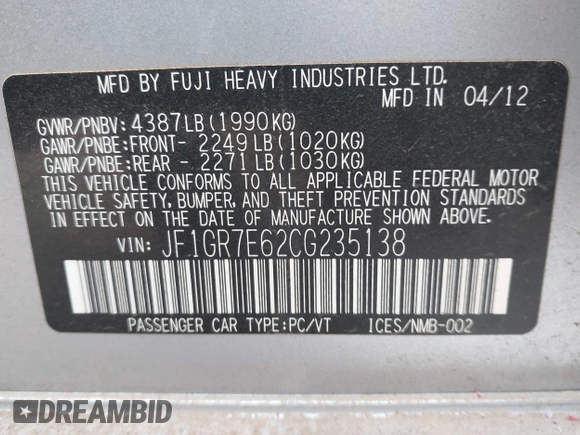 MFD BY FUJI HEAVY INDUSTRIES LTD.
MFD IN 04/12
GVWR/PNBV: 4387LB(1990KG)
GAWR/PNBE:FRONT- 2249LB(1020KG)
GAWR/PNBE:REAR - 2271LB(1030KG)
THIS VEHICLE CONFORMS TO ALL APPLICABLE FEDERAL MOTOR
VEHICLE SAFETY, BUMPER, AND THEFT PREVENTION STANDARDS
IN EFFECT ON THE DATE OF MANUFACTURE SHOWN ABOVE.
VIN: JF1GR7E62CG235138
PASSENGER CAR TYPE:PC/VT ICES/NMB-002
DREAMBID